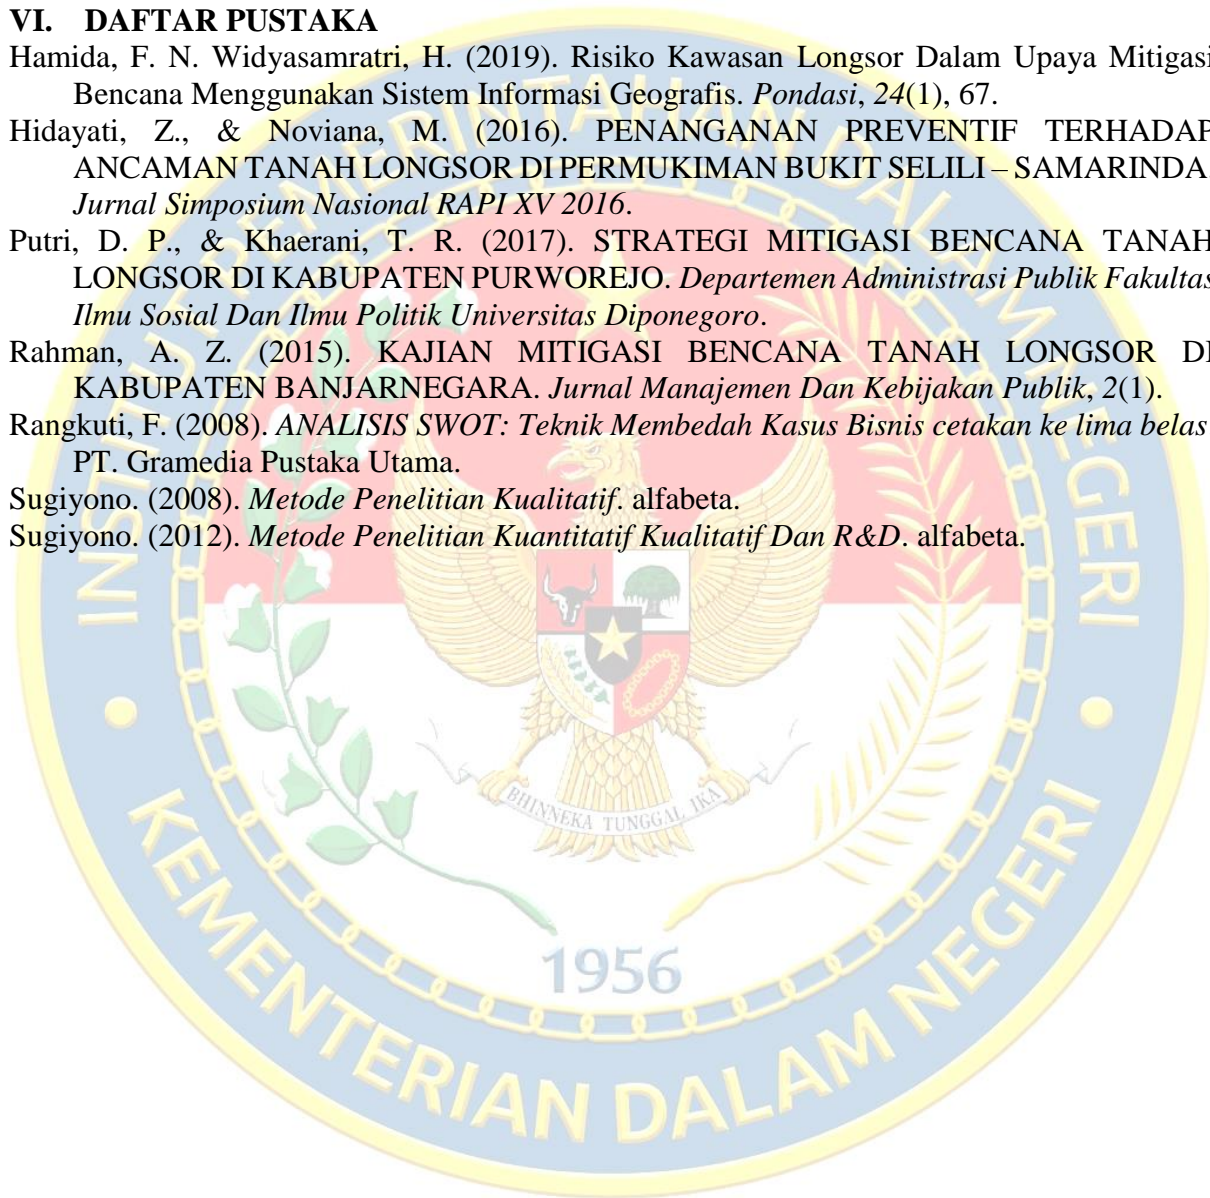 VI. DAFTAR PUSTAKA
Hamida, F. N. Widyasamratri, H. (2019). Risiko Kawasan Longsor Dalam Upaya Mitigasi
Bencana Menggunakan Sistem Informasi Geografis. Pondasi, 24(1), 67.
Hidayati, Z., & Noviana, M. (2016). PENANGANAN PREVENTIF TERHADAP
ANCAMAN TANAH LONGSOR DI PERMUKIMAN BUKIT SELILI – SAMARINDA.
Jurnal Simposium Nasional RAPI XV 2016.
Putri, D. P., & Khaerani, T. R. (2017). STRATEGI MITIGASI BENCANA TANAH
LONGSOR DI KABUPATEN PURWOREJO. Departemen Administrasi Publik Fakultas
Ilmu Sosial Dan Ilmu Politik Universitas Diponegoro.
Rahman, A. Z. (2015). KAJIAN MITIGASI BENCANA TANAH LONGSOR DI
KABUPATEN BANJARNEGARA. Jurnal Manajemen Dan Kebijakan Publik, 2(1).
Rangkuti, F. (2008). ANALISIS SWOT: Teknik Membedah Kasus Bisnis cetakan ke lima belas
PT. Gramedia Pustaka Utama.
Sugiyono. (2008). Metode Penelitian Kualitatif. alfabeta.
Sugiyono. (2012). Metode Penelitian Kuantitatif Kualitatif Dan R&D. alfabeta.
INSTITUT PEMERINTAHAN DALAM NEGERI
BHINNEKA TUNGGAL IKA
1956
KEMENTERIAN DALAM NEGERI